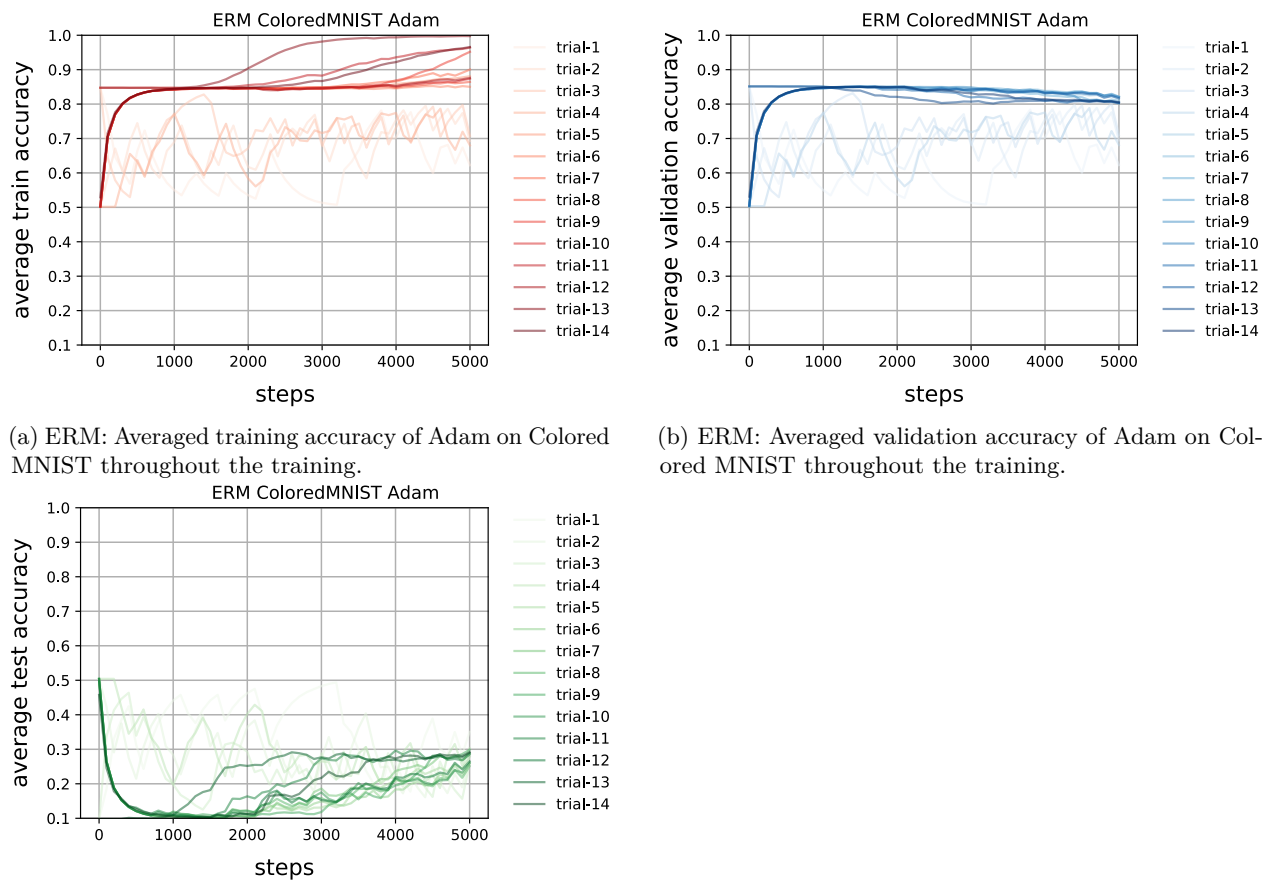 ERM ColoredMNIST Adam
average train accuracy
1.0
0.9
0.8
0.7
0.6
0.5
0.4
0.3
0.2
0.1
0
1000
2000
3000
4000
5000
steps
trial-1
trial-2
trial-3
trial-4
trial-5
trial-6
trial-7
trial-8
trial-9
trial-10
trial-11
trial-12
trial-13
trial-14
(a) ERM: Averaged training accuracy of Adam on Colored
MNIST throughout the training.
ERM ColoredMNIST Adam
average validation accuracy
1.0
0.9
0.8
0.7
0.6
0.5
0.4
0.3
0.2
0.1
0
1000
2000
3000
4000
5000
steps
trial-1
trial-2
trial-3
trial-4
trial-5
trial-6
trial-7
trial-8
trial-9
trial-10
trial-11
trial-12
trial-13
trial-14
(b) ERM: Averaged validation accuracy of Adam on Col-
ored MNIST throughout the training.
ERM ColoredMNIST Adam
average test accuracy
1.0
0.9
0.8
0.7
0.6
0.5
0.4
0.3
0.2
0.1
0
1000
2000
3000
4000
5000
steps
trial-1
trial-2
trial-3
trial-4
trial-5
trial-6
trial-7
trial-8
trial-9
trial-10
trial-11
trial-12
trial-13
trial-14